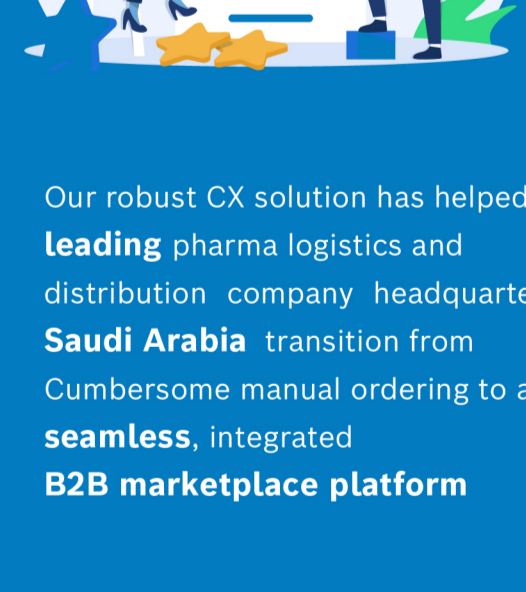 Our robust CX solution has helped
leading pharma logistics and
distribution company
Saudi Arabia transition from
Cumbersome manual ordering to
seamless, integrated
B2B marketplace platform